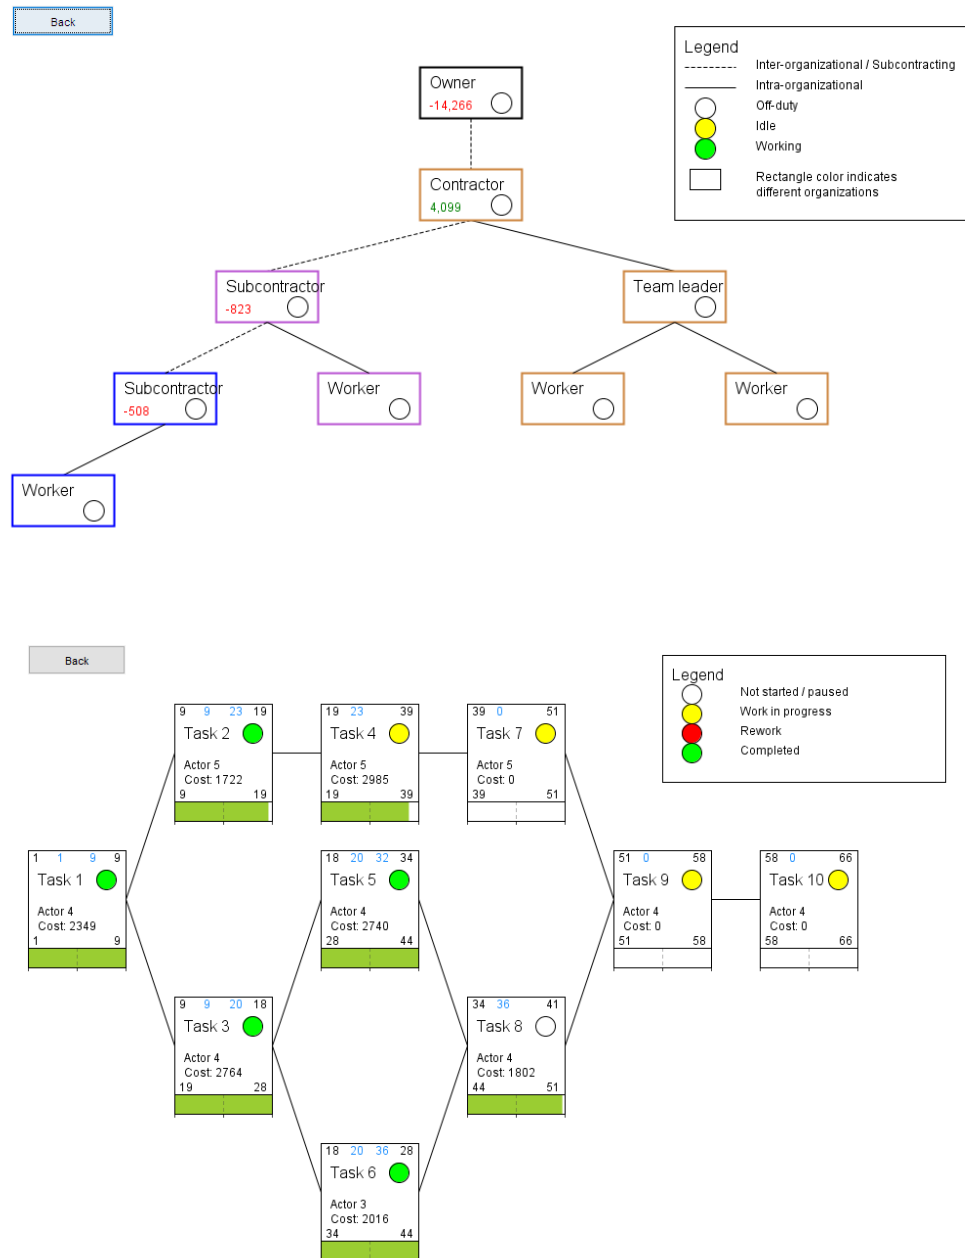 Back
Legend
Inter-organizational / Subcontracting
Intra-organizational
Off-duty
Idle
Working
Rectangle color indicates
different organizations
Owner
-14,266
Contractor
4,099
Subcontractor
-823
Team leader
Subcontractor
-508
Worker
Worker
Worker
Worker
Back
Legend
Not started / paused
Work in progress
Rework
Completed
9 9 23 19
Task 2
Actor 5
Cost: 1722
9 19
19 23 39
Task 4
Actor 5
Cost: 2985
19 39
39 0 51
Task 7
Actor 5
Cost: 0
39 51
1 1 9 9
Task 1
Actor 4
Cost: 2349
1 9
18 20 32 34
Task 5
Actor 4
Cost: 2740
28 44
51 0 58
Task 9
Actor 4
Cost: 0
51 58
58 0 66
Task 10
Actor 4
Cost: 0
58 66
9 9 20 18
Task 3
Actor 4
Cost: 2764
19 28
34 36 41
Task 8
Actor 4
Cost: 1802
44 51
18 20 36 28
Task 6
Actor 3
Cost: 2016
34 44